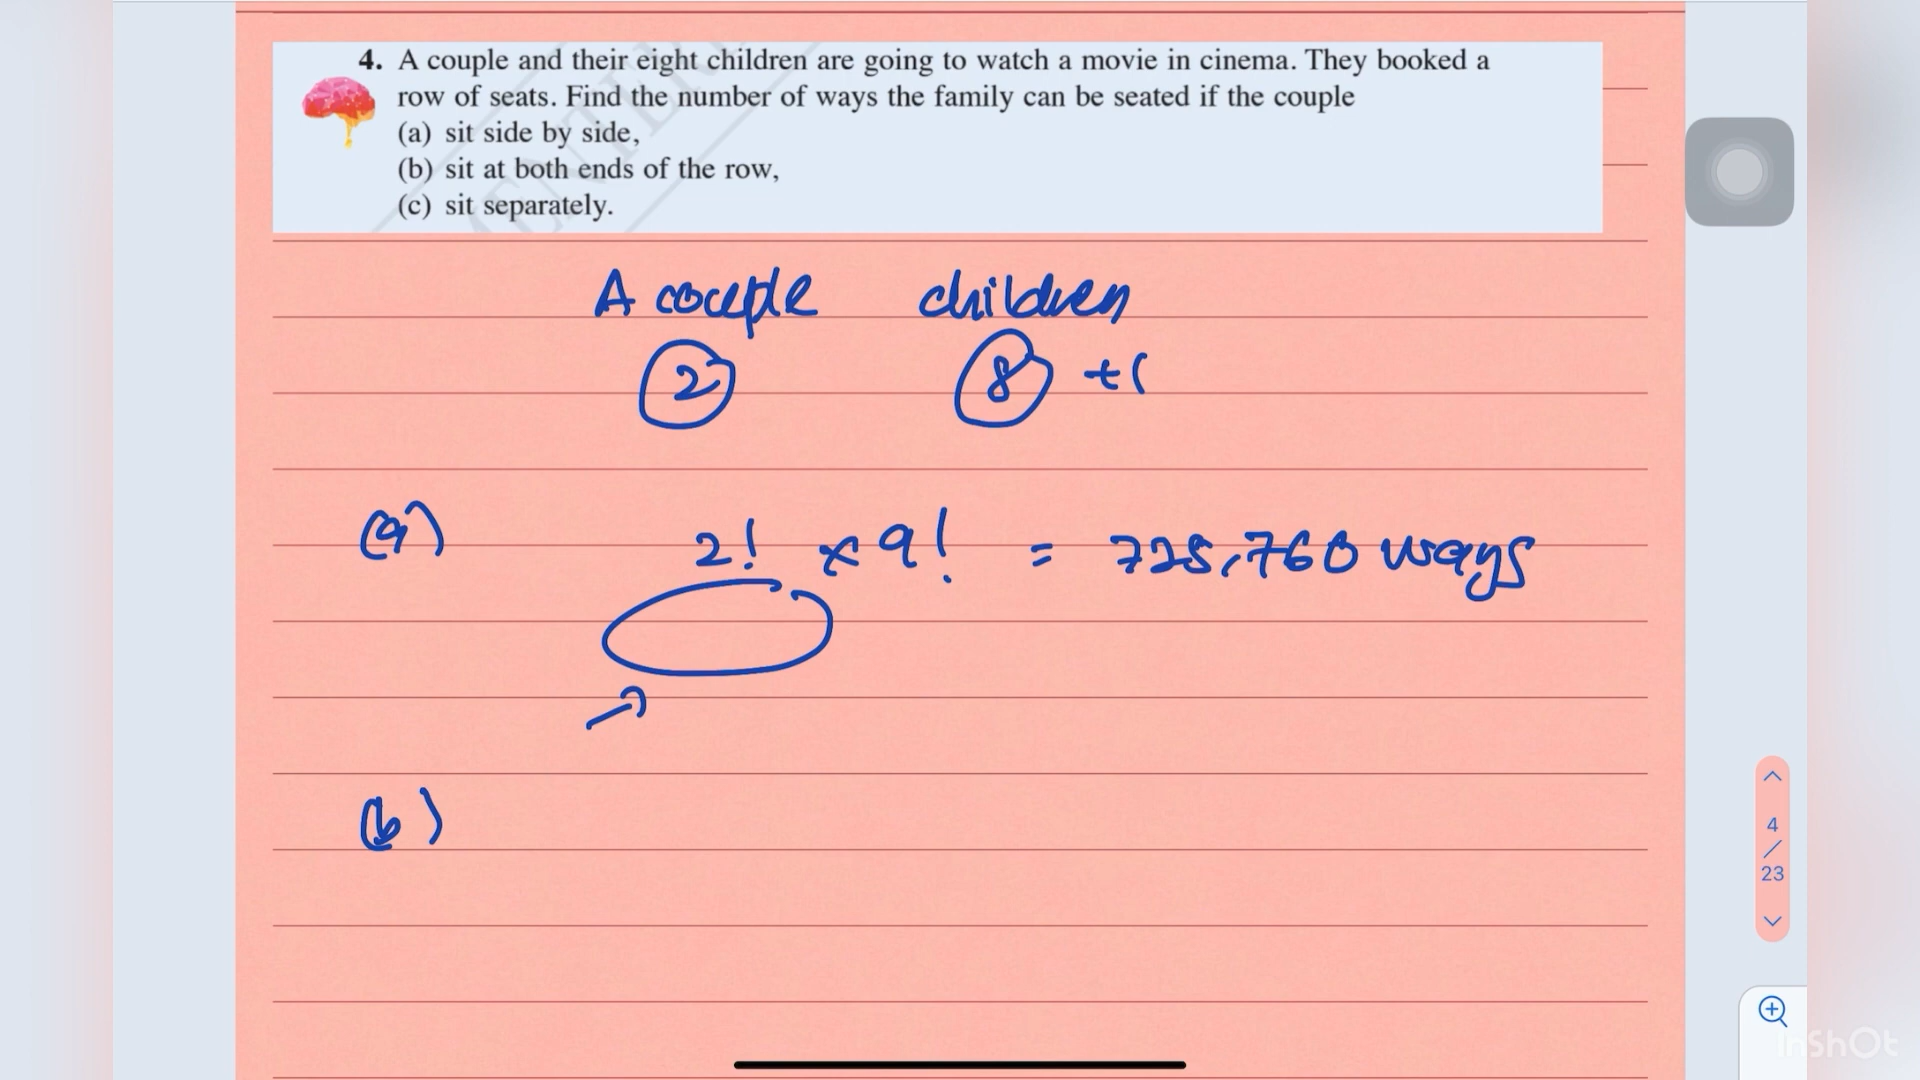 4. A couple and their eight children are going to watch a movie in cinema. They booked a
row of seats. Find the number of ways the family can be seated if the couple
(a) sit side by side,
(b) sit at both ends of the row,
(c) sit separately.
A couple children
2 8 +(
(a) 2! × 9! = 725,760 ways
(b)
4
/
23
InShOt